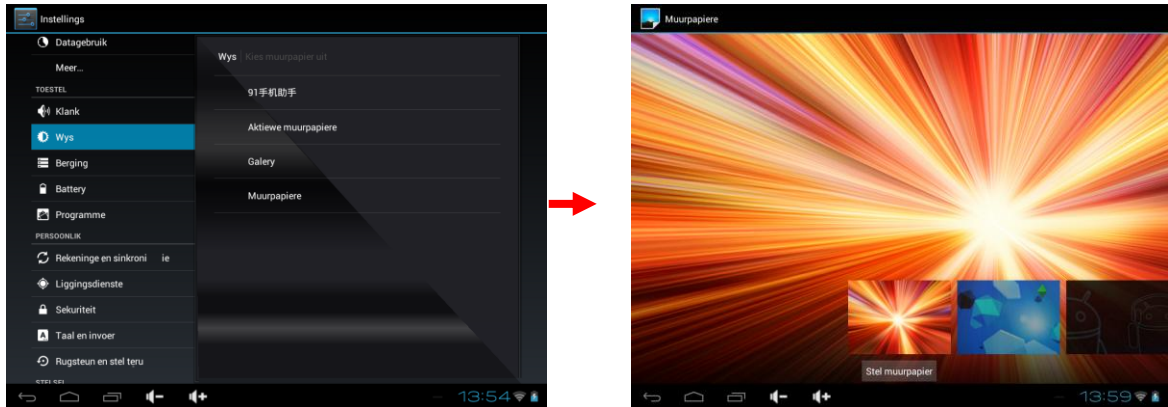 Instellings
Datagebruik
Meer...
TOESTEL
Klank
Wys
Berging
Battery
Programme
PERSOONLIK
Rekeninge en sinkroni ie
Liggingsdienste
Sekuriteit
Taal en invoer
Rugsteun en stel teru
STELSEL
Wys Kies muurpapier uit
91手机助手
Aktiewe muurpapiere
Galery
Muurpapiere
13:54
Muurpapiere
Stel muurpapier
13:59